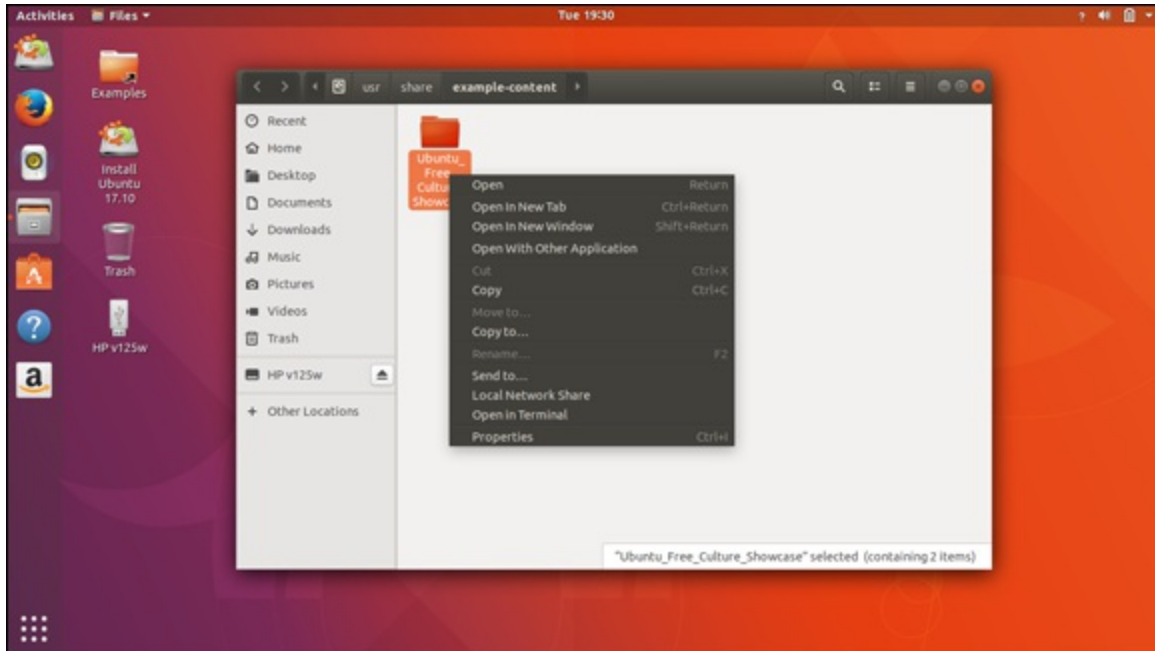 Activities Files Tue 19:30 ?
Examples
Install
Ubuntu
17.10
Trash
HP v125w
a
?
A
usr share example-content
Recent
Home
Desktop
Documents
Downloads
Music
Pictures
Videos
Trash
HP v125w
+ Other Locations
Ubuntu_
Free_
Open Return
Open In New Tab Ctrl+Return
Open In New Window Shift+Return
Open With Other Application
Cut Ctrl+X
Copy Ctrl+C
Move to...
Copy to...
Rename... F2
Send to...
Local Network Share
Open in Terminal
Properties Ctrl+I
"Ubuntu_Free_Culture_Showcase" selected (containing 2 items)